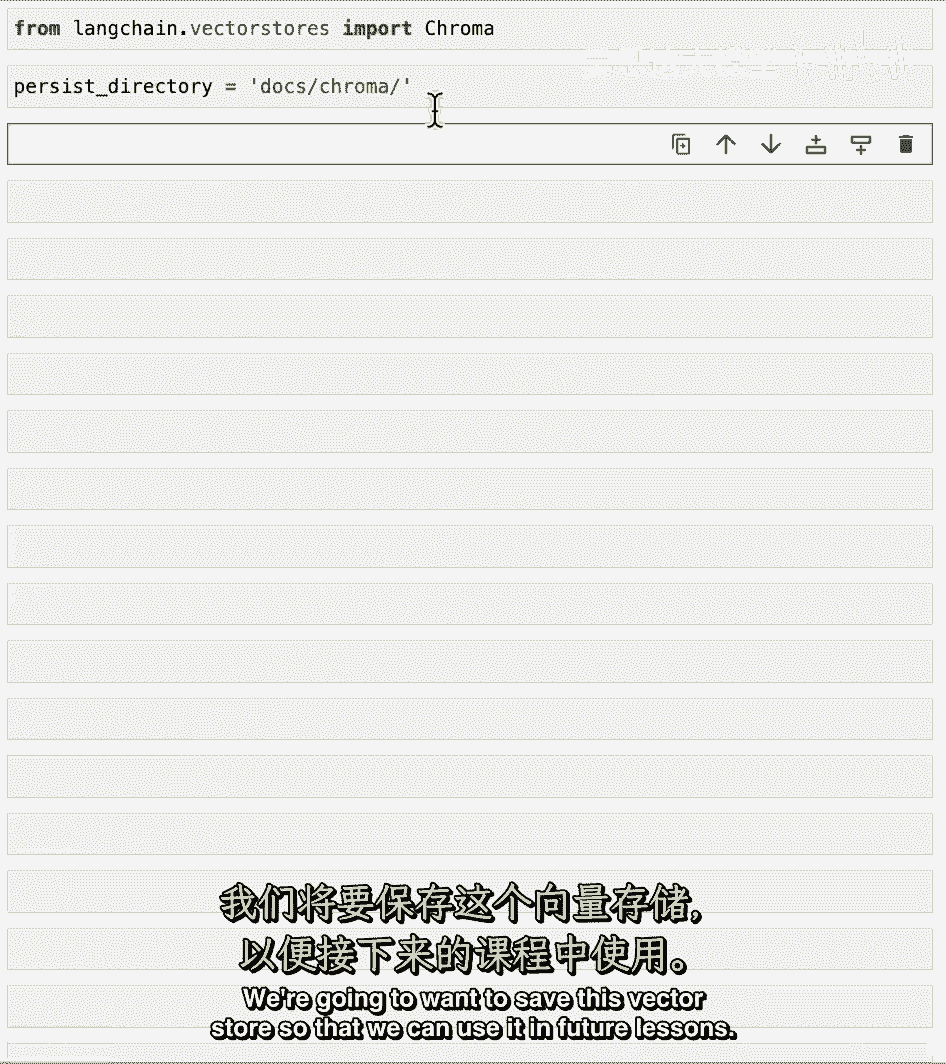 from langchain.vectorstores import Chroma
persist_directory = 'docs/chroma/'
我们将要保存这个向量存储,
以便接下来的课程中使用。
We're going to want to save this vector
store so that we can use it in future lessons.